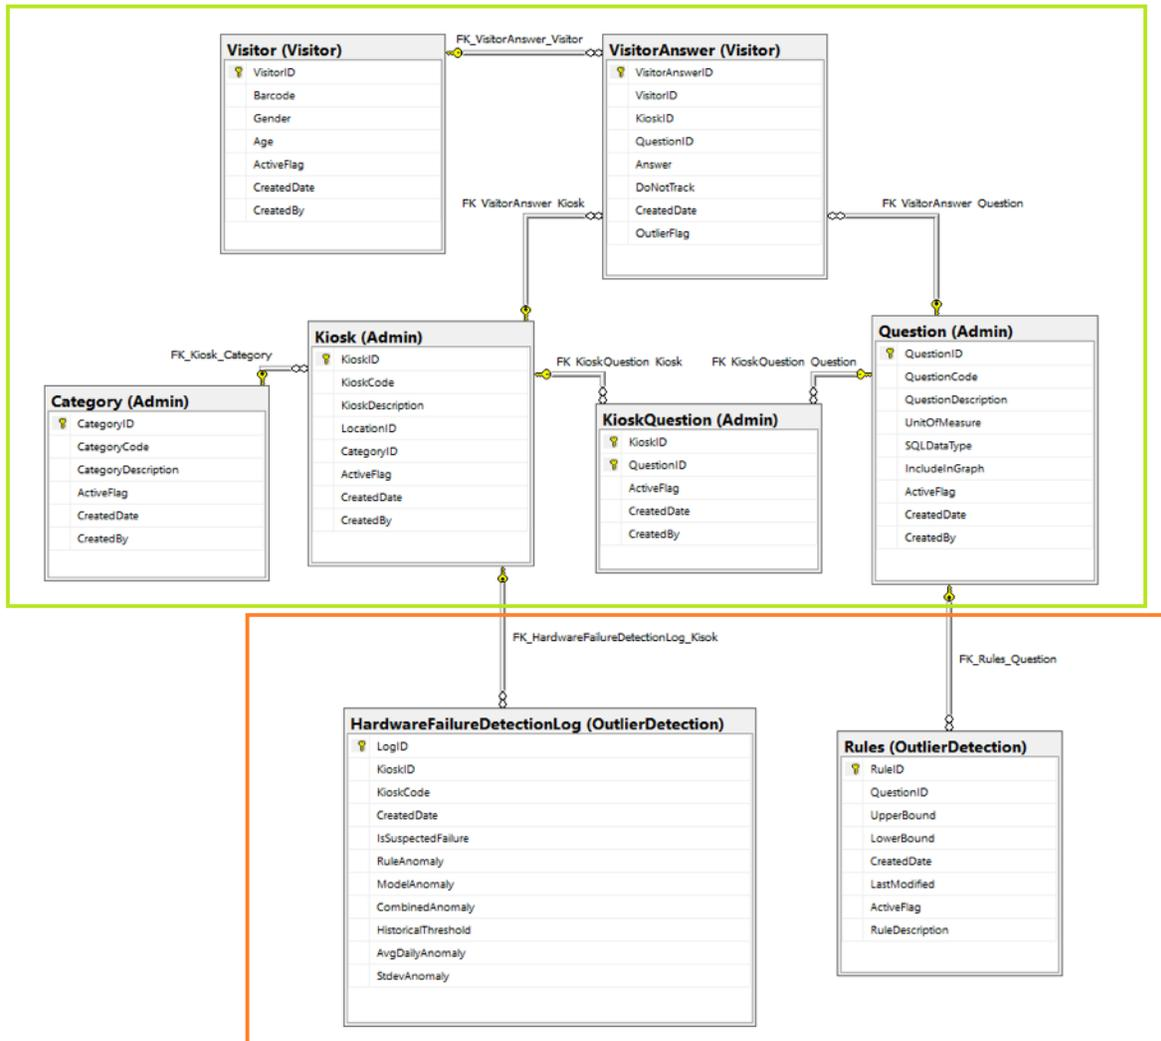 FK_VisitorAnswer_Visitor
Visitor (Visitor)
VisitorID
Barcode
Gender
Age
ActiveFlag
CreatedDate
CreatedBy
VisitorAnswer (Visitor)
VisitorAnswerID
VisitorID
KioskID
QuestionID
Answer
DoNotTrack
CreatedDate
OutlierFlag
FK VisitorAnswer Kiosk
FK VisitorAnswer Question
FK_Kiosk_Category
Category (Admin)
CategoryID
CategoryCode
CategoryDescription
ActiveFlag
CreatedDate
CreatedBy
Kiosk (Admin)
KioskID
KioskCode
KioskDescription
LocationID
CategoryID
ActiveFlag
CreatedDate
CreatedBy
FK KioskQuestion Kiosk
FK KioskQuestion Question
KioskQuestion (Admin)
KioskID
QuestionID
ActiveFlag
CreatedDate
CreatedBy
Question (Admin)
QuestionID
QuestionCode
QuestionDescription
UnitOfMeasure
SQLDataType
IncludeInGraph
ActiveFlag
CreatedDate
CreatedBy
FK_HardwareFailureDetectionLog_Kisok
FK_Rules_Question
HardwareFailureDetectionLog (OutlierDetection)
LogID
KioskID
KioskCode
CreatedDate
IsSuspectedFailure
RuleAnomaly
ModelAnomaly
CombinedAnomaly
HistoricalThreshold
AvgDailyAnomaly
StdevAnomaly
Rules (OutlierDetection)
RuleID
QuestionID
UpperBound
LowerBound
CreatedDate
LastModified
ActiveFlag
RuleDescription